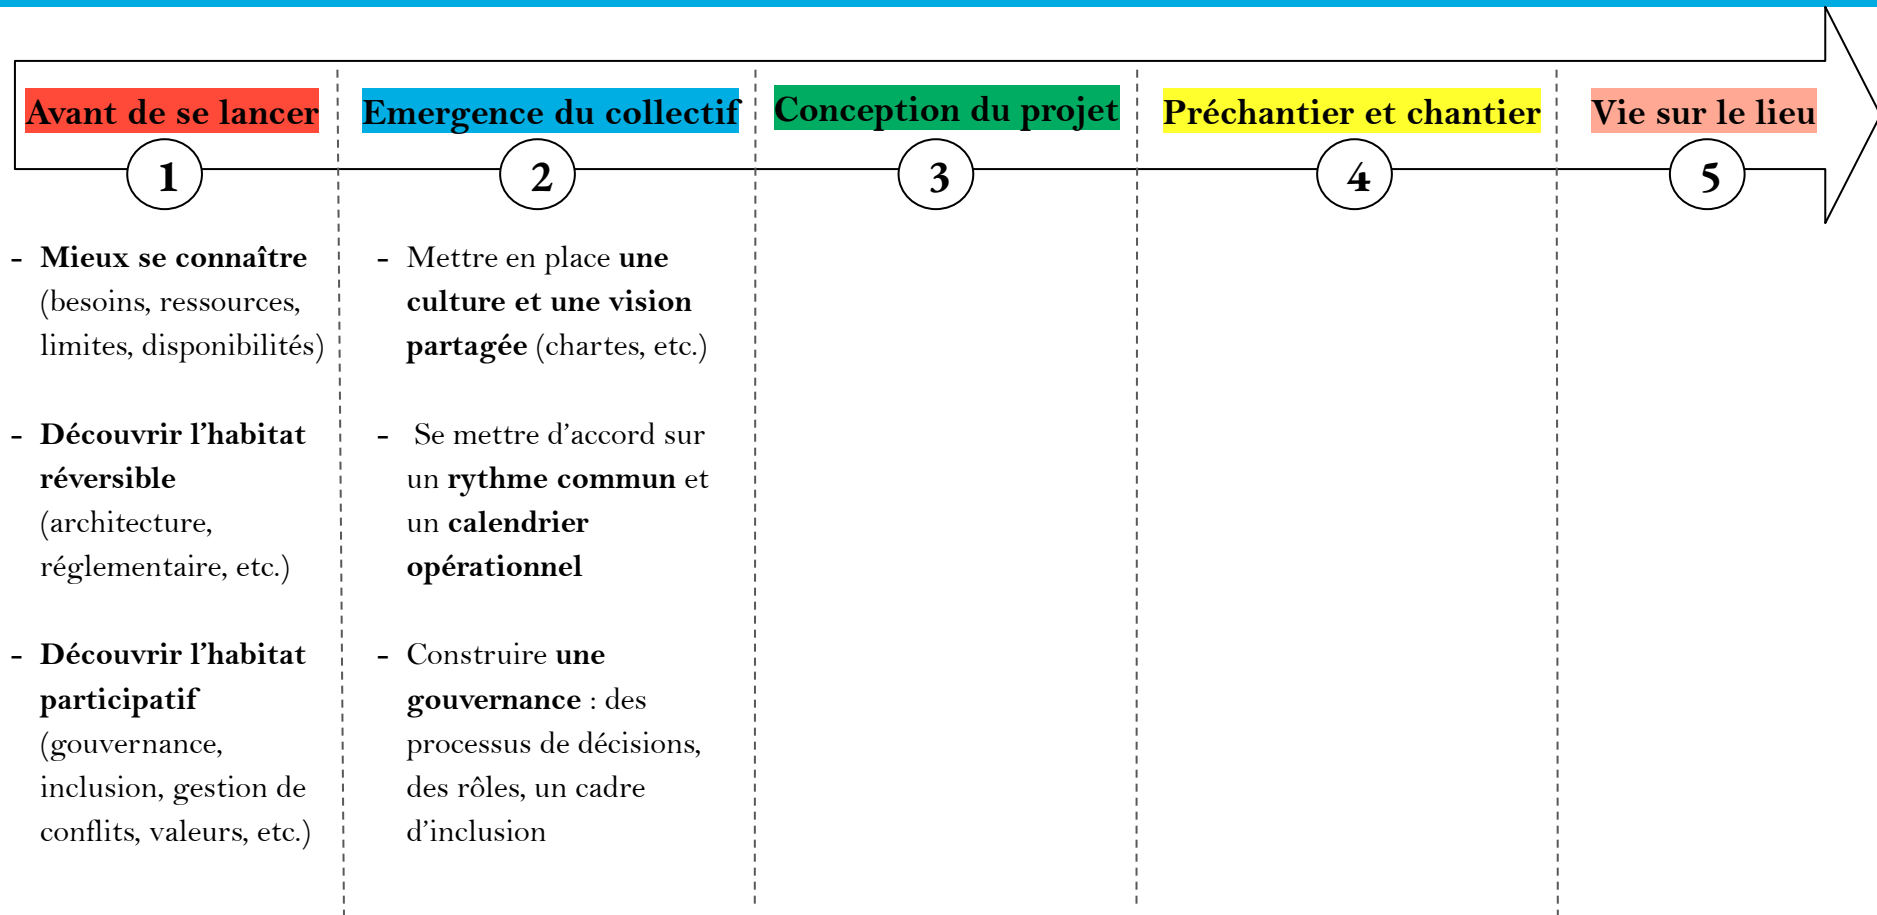 Avant de se lancer
Emergence du collectif
Conception du projet
Préchantier et chantier
Vie sur le lieu
1
2
3
4
5
- Mieux se connaître
(besoins, ressources,
limites, disponibilités)
- Découvrir l’habitat
réversible
(architecture,
réglementaire, etc.)
- Découvrir l’habitat
participatif
(gouvernance,
inclusion, gestion de
conflits, valeurs, etc.)
- Mettre en place une
culture et une vision
partagée (chartes, etc.)
- Se mettre d’accord sur
un rythme commun et
un calendrier
opérationnel
- Construire une
gouvernance : des
processus de décisions,
des rôles, un cadre
d’inclusion